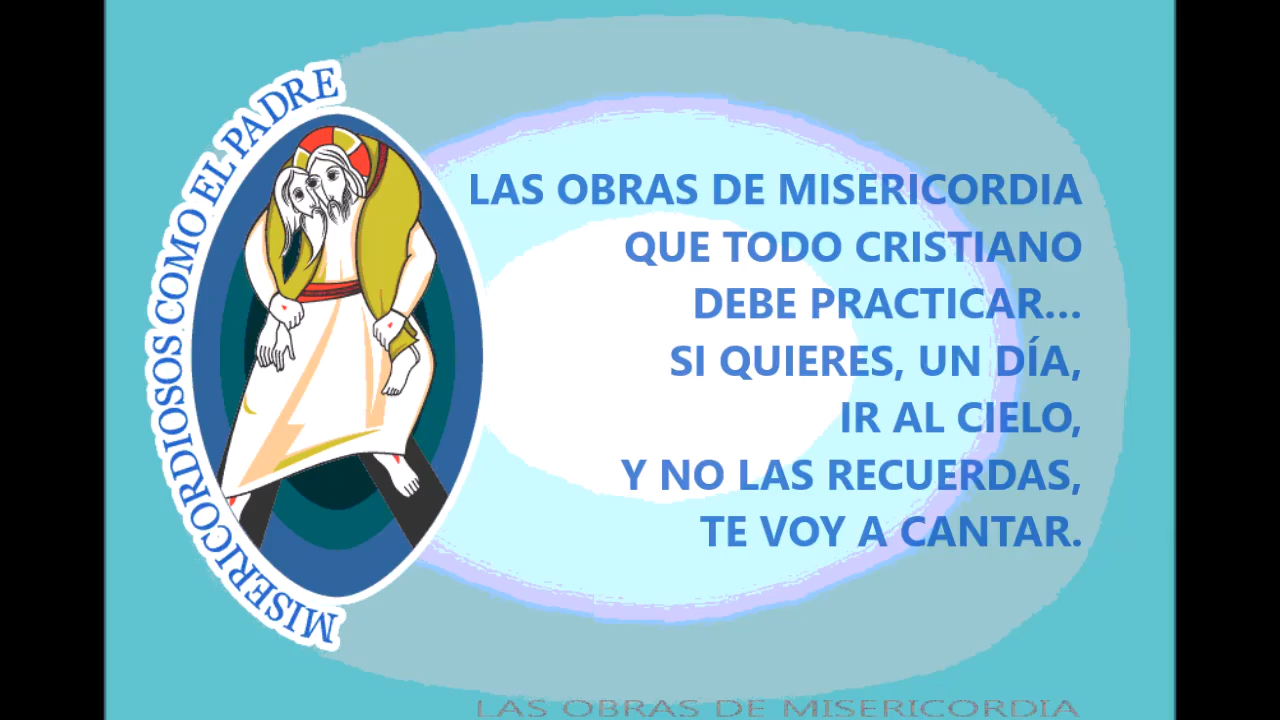 MISERICORDIOSOS COMO EL PADRE
LAS OBRAS DE MISERICORDIA
QUE TODO CRISTIANO
DEBE PRACTICAR...
SI QUIERES, UN DÍA,
IR AL CIELO,
Y NO LAS RECUERDAS,
TE VOY A CANTAR.
LAS OBRAS DE MISERICORDIA